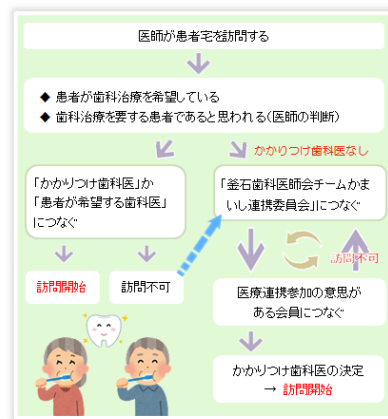 医師が患者宅を訪問する
◆ 患者が歯科治療を希望している
◆ 歯科治療を要する患者であると思われる(医師の判断)
かかりつけ歯科医なし
「かかりつけ歯科医」か
「患者が希望する歯科医」
につなぐ
「釜石歯科医師会チームかま
いし連携委員会」につなぐ
訪問開始
訪問不可
訪問不可
医療連携参加の意思が
ある会員につなぐ
かかりつけ歯科医の決定
→ 訪問開始